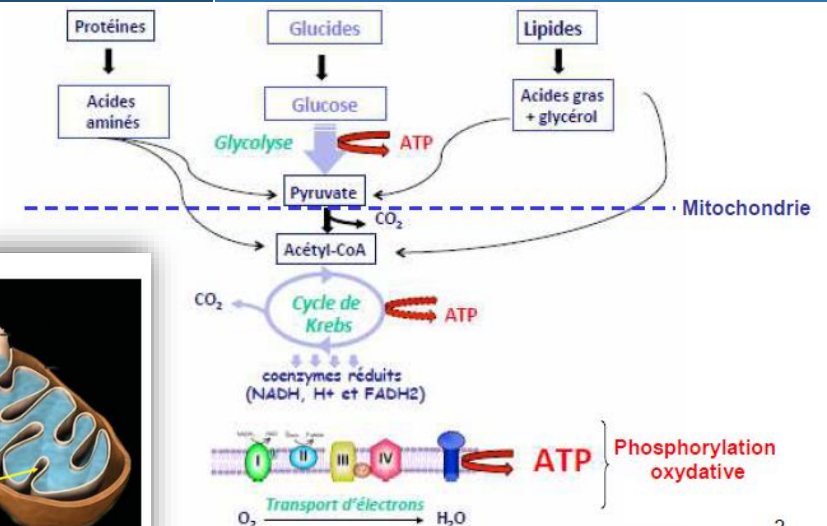 Protéines
Glucides
Lipides
Acides
aminés
Glucose
Acides gras
+ glycérol
Glycolyse
ATP
Pyruvate
Mitochondrie
CO₂
Acétyl-CoA
CO₂
Cycle de
Krebs
ATP
coenzymes réduits
(NADH, H+ et FADH2)
I
II
III
IV
ATP
Phosphorylation
oxydative
Transport d'électrons
O₂
H₂O